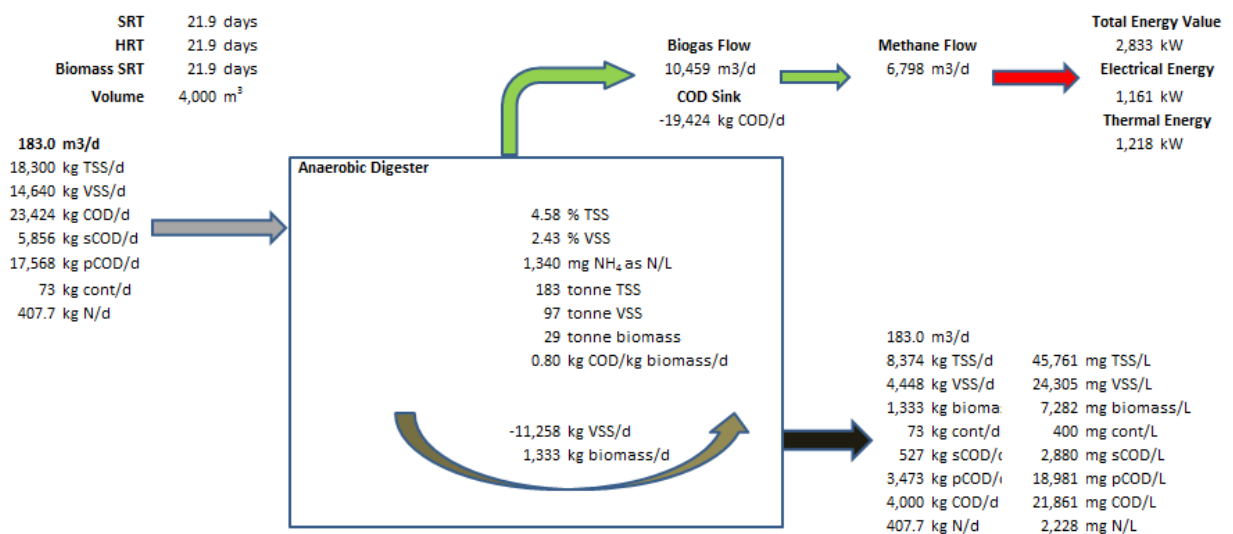 SRT 21.9 days
HRT 21.9 days
Biomass SRT 21.9 days
Volume 4,000 m³
183.0 m3/d
18,300 kg TSS/d
14,640 kg VSS/d
23,424 kg COD/d
5,856 kg sCOD/d
17,568 kg pCOD/d
73 kg cont/d
407.7 kg N/d
Biogas Flow
10,459 m3/d
COD Sink
-19,424 kg COD/d
Methane Flow
6,798 m3/d
Total Energy Value
2,833 kW
Electrical Energy
1,161 kW
Thermal Energy
1,218 kW
Anaerobic Digester
4.58 % TSS
2.43 % VSS
1,340 mg NH₄ as N/L
183 tonne TSS
97 tonne VSS
29 tonne biomass
0.80 kg COD/kg biomass/d
-11,258 kg VSS/d
1,333 kg biomass/d
183.0 m3/d
8,374 kg TSS/d 45,761 mg TSS/L
4,448 kg VSS/d 24,305 mg VSS/L
1,333 kg bioma 7,282 mg biomass/L
73 kg cont/d 400 mg cont/L
527 kg sCOD/ 2,880 mg sCOD/L
3,473 kg pCOD/ 18,981 mg pCOD/L
4,000 kg COD/d 21,861 mg COD/L
407.7 kg N/d 2,228 mg N/L